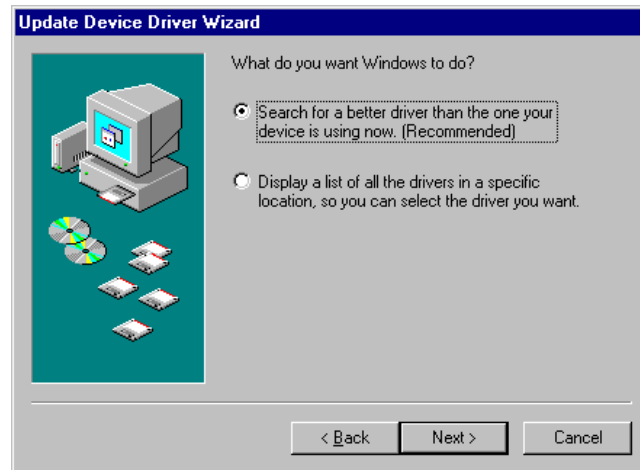 Update Device Driver Wizard
What do you want Windows to do?
Search for a better driver than the one your
device is using now. (Recommended)
Display a list of all the drivers in a specific
location, so you can select the driver you want.
< Back
Next >
Cancel